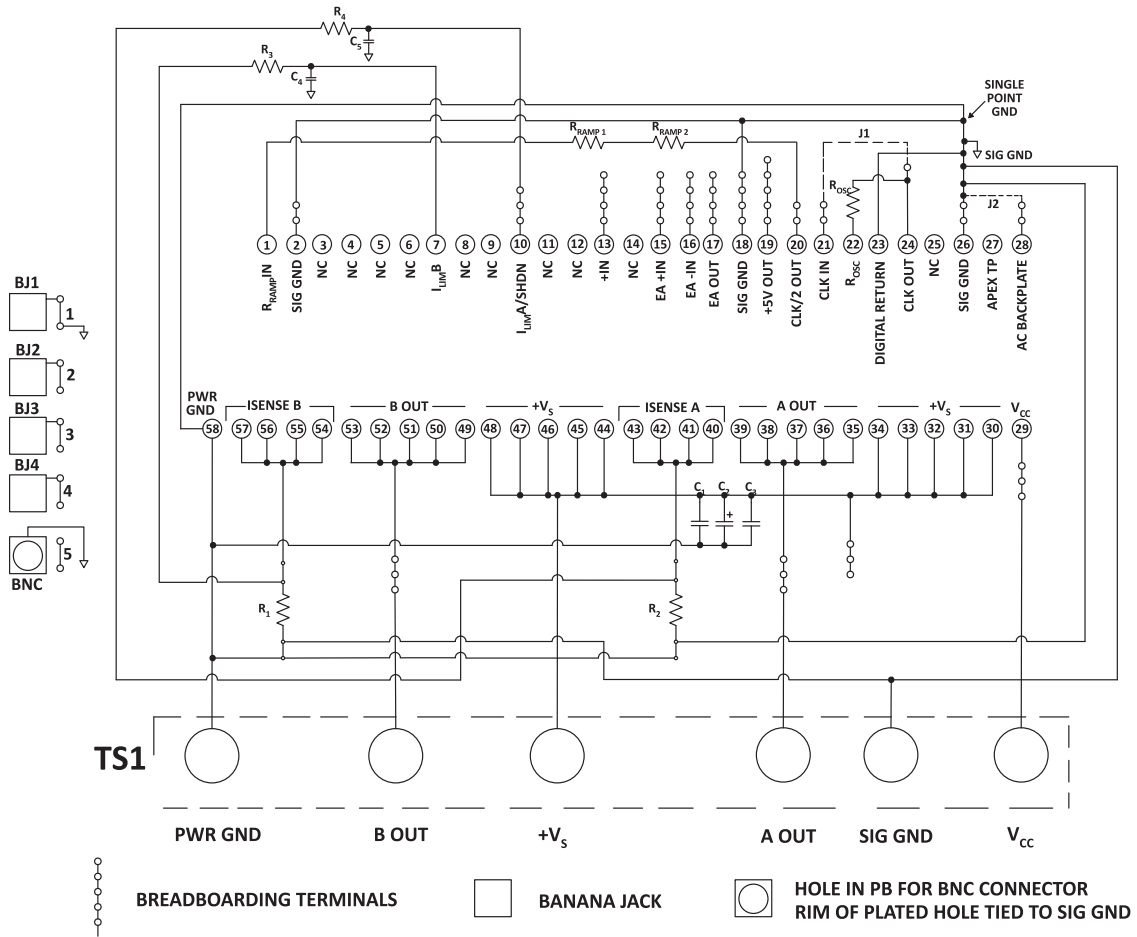 R4
C5
R3
C4
SINGLE
POINT
GND
RRAMP 1
RRAMP 2
J1
SIG GND
ROSC
J2
1 2 3 4 5 6 7 8 9 10 11 12 13 14 15 16 17 18 19 20 21 22 23 24 25 26 27 28
RRAMPIN
SIG GND
NC
NC
NC
NC
ILIMB
NC
NC
ILIMA/SHDN
NC
NC
+IN
NC
EA +IN
EA -IN
EA OUT
SIG GND
+5V OUT
CLK/2 OUT
CLK IN
ROSC
DIGITAL RETURN
CLK OUT
NC
SIG GND
APEX TP
AC BACKPLATE
BJ1
1
BJ2
2
BJ3
3
BJ4
4
5
BNC
PWR
GND
ISENSE B
B OUT
+VS
ISENSE A
A OUT
+VS
VCC
58 57 56 55 54 53 52 51 50 49 48 47 46 45 44 43 42 41 40 39 38 37 36 35 34 33 32 31 30 29
C1
C2
C3
+
R1
R2
TS1
PWR GND
B OUT
+VS
A OUT
SIG GND
VCC
BREADBOARDING TERMINALS
BANANA JACK
HOLE IN PB FOR BNC CONNECTOR
RIM OF PLATED HOLE TIED TO SIG GND